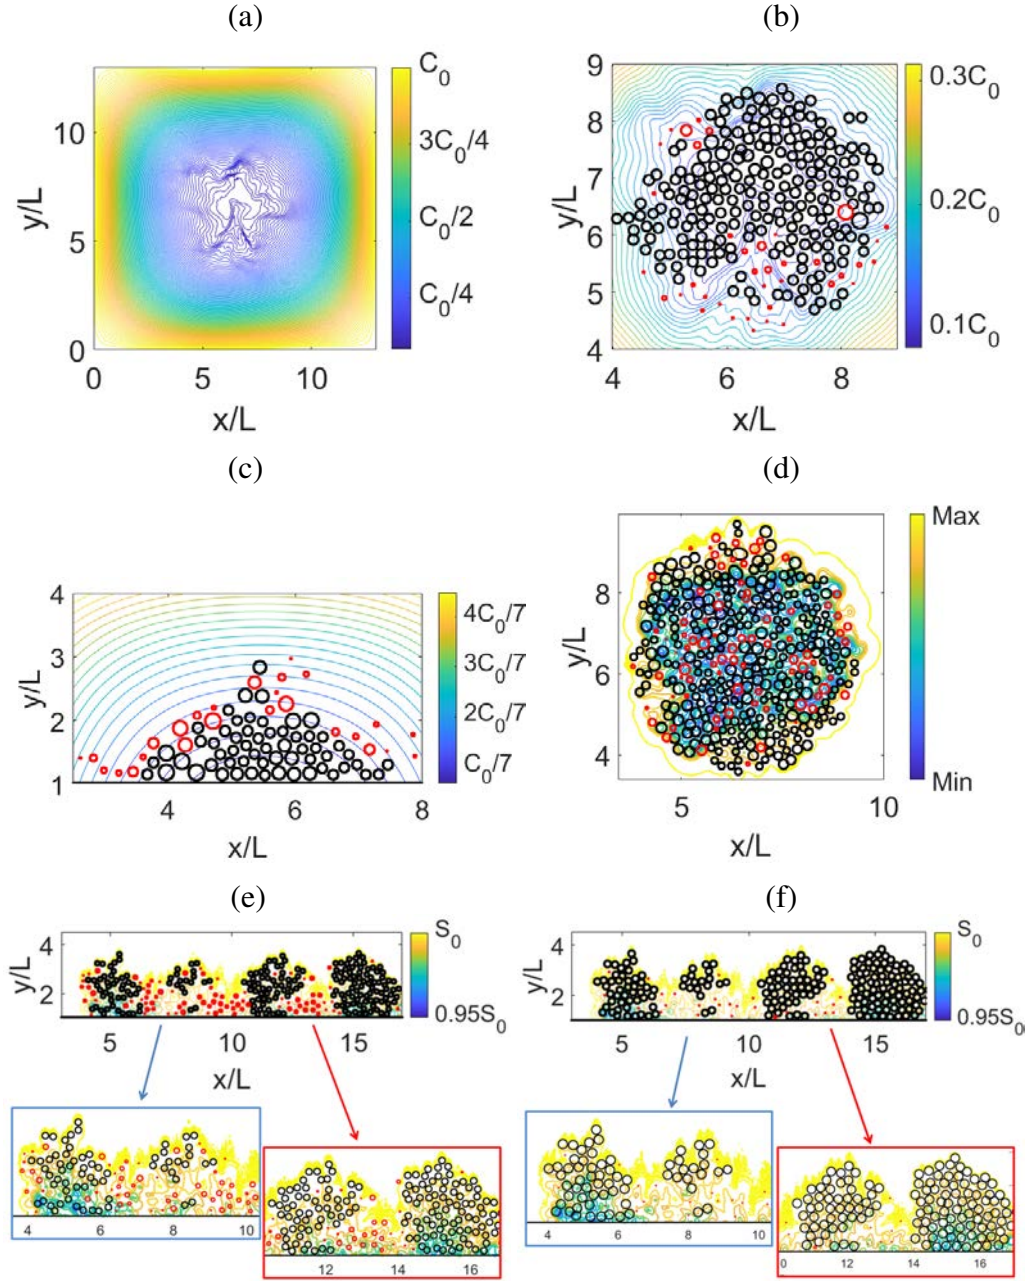 (a)
(b)
y/L
10
5
0
0 5 10
x/L
C₀
3C₀/4
C₀/2
C₀/4
y/L
9
8
7
6
5
4
4 6 8
x/L
0.3C₀
0.2C₀
0.1C₀
(c)
(d)
y/L
4
3
2
1
4 6 8
x/L
4C₀/7
3C₀/7
2C₀/7
C₀/7
y/L
8
6
4
5 10
x/L
Max
Min
(e)
(f)
y/L
4
2
5 10 15
x/L
S₀
0.95S₀
y/L
4
2
5 10 15
x/L
S₀
0.95S₀
4 6 8 10
12 14 16
4 6 8 10
0 12 14 16